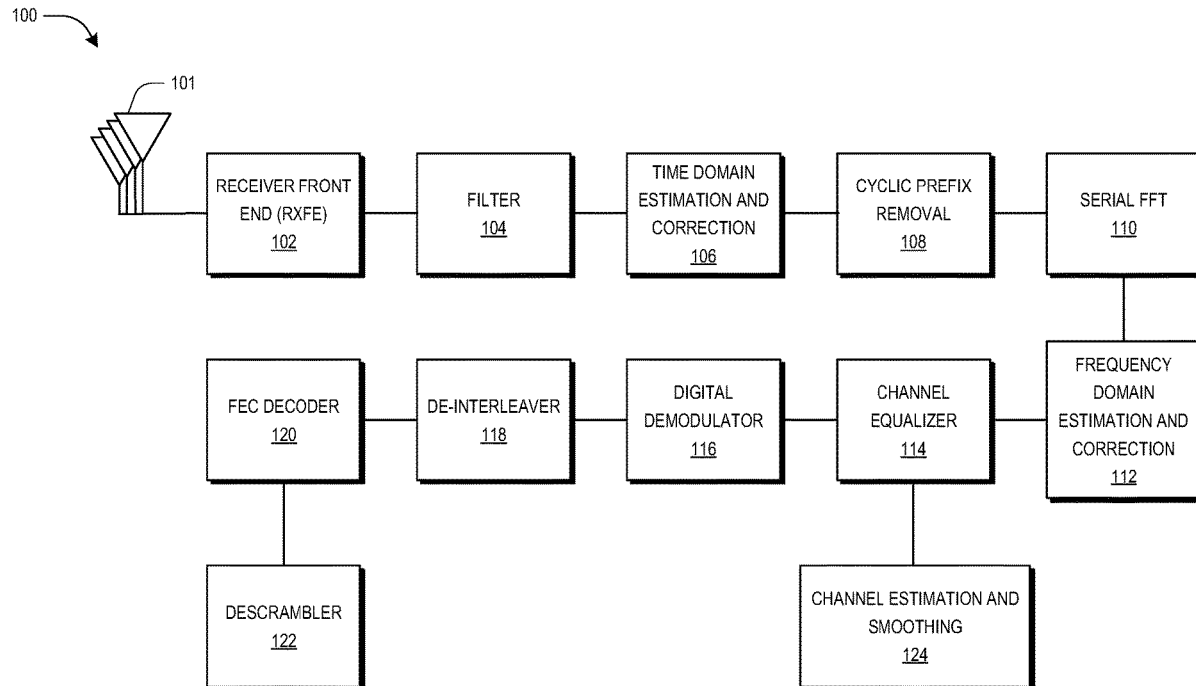 100
101
RECEIVER FRONT
END (RXFE)
102
FILTER
104
TIME DOMAIN
ESTIMATION AND
CORRECTION
106
CYCLIC PREFIX
REMOVAL
108
SERIAL FFT
110
FREQUENCY
DOMAIN
ESTIMATION AND
CORRECTION
112
CHANNEL
EQUALIZER
114
DIGITAL
DEMODULATOR
116
DE-INTERLEAVER
118
FEC DECODER
120
DESCRAMBLER
122
CHANNEL ESTIMATION AND
SMOOTHING
124